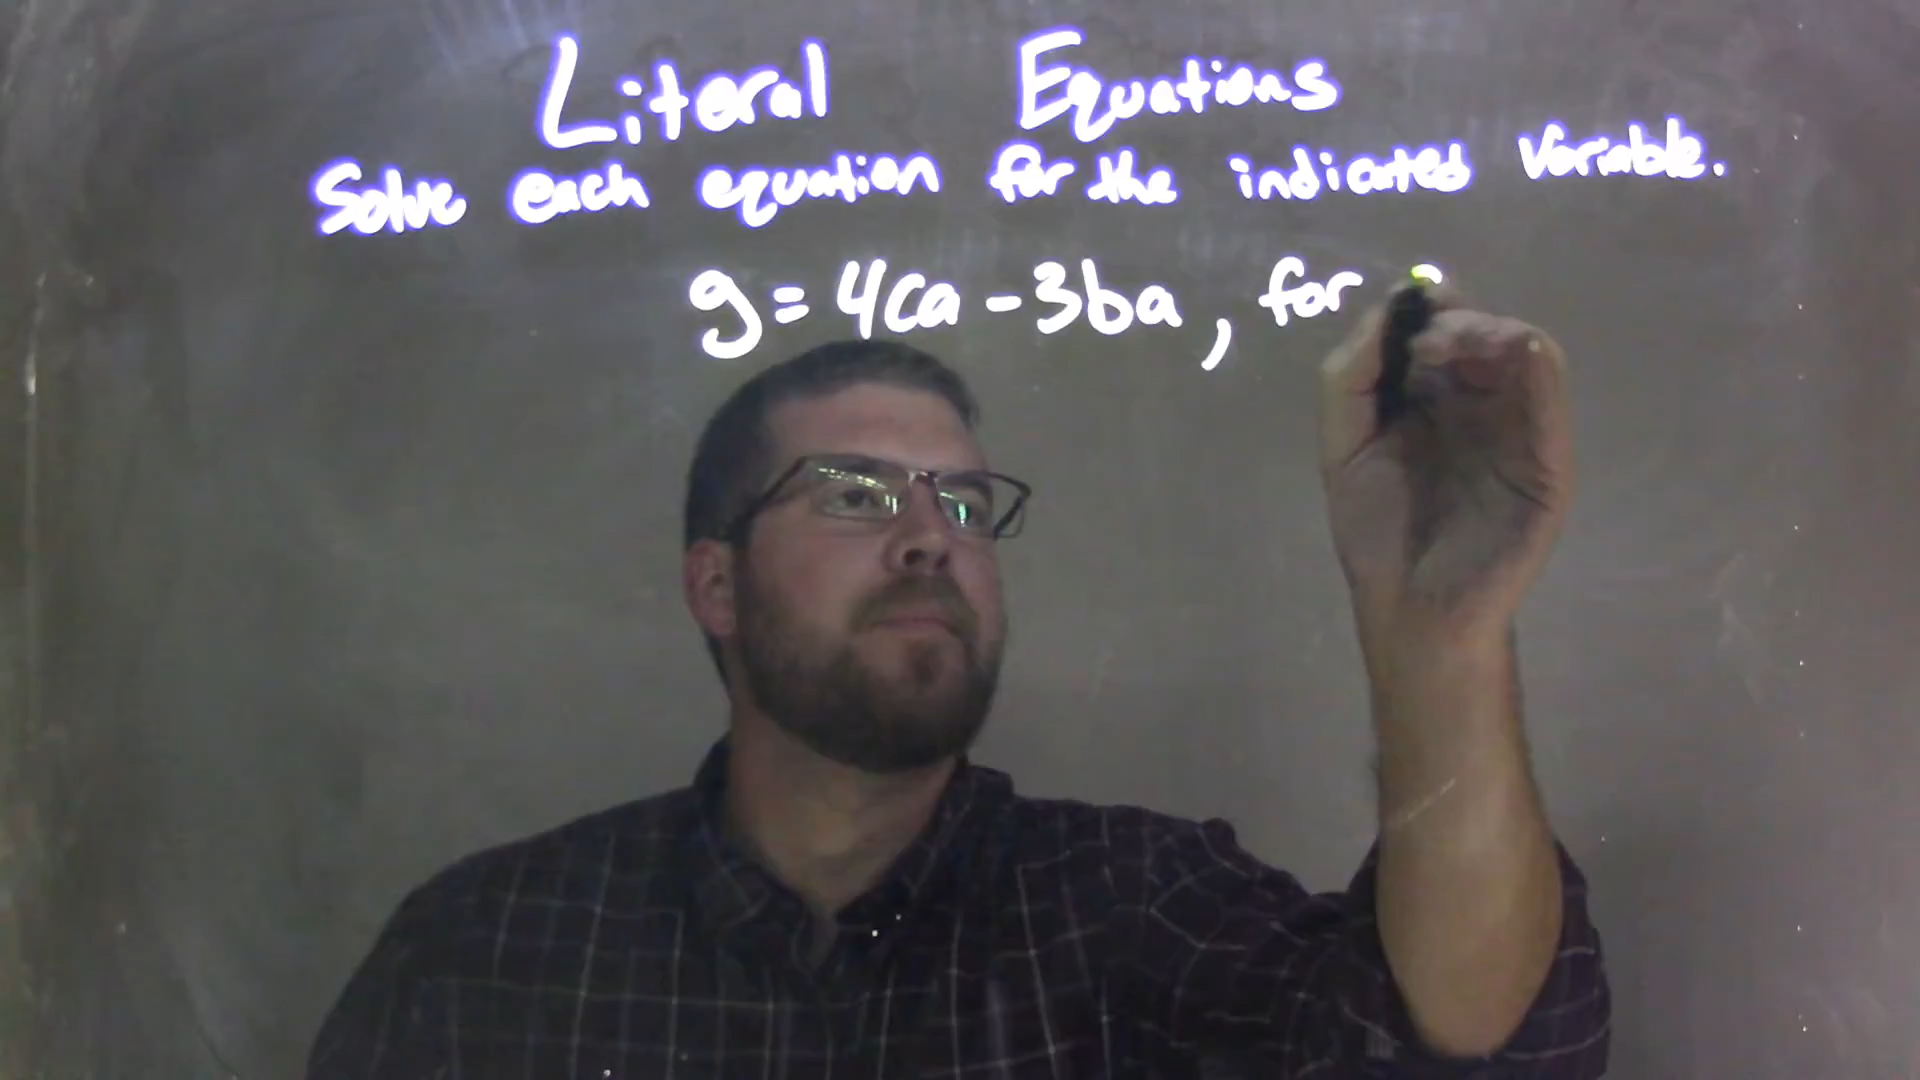 Literal Equations
Solve each equation for the indicated variable.
g = 4ca - 3ba, for